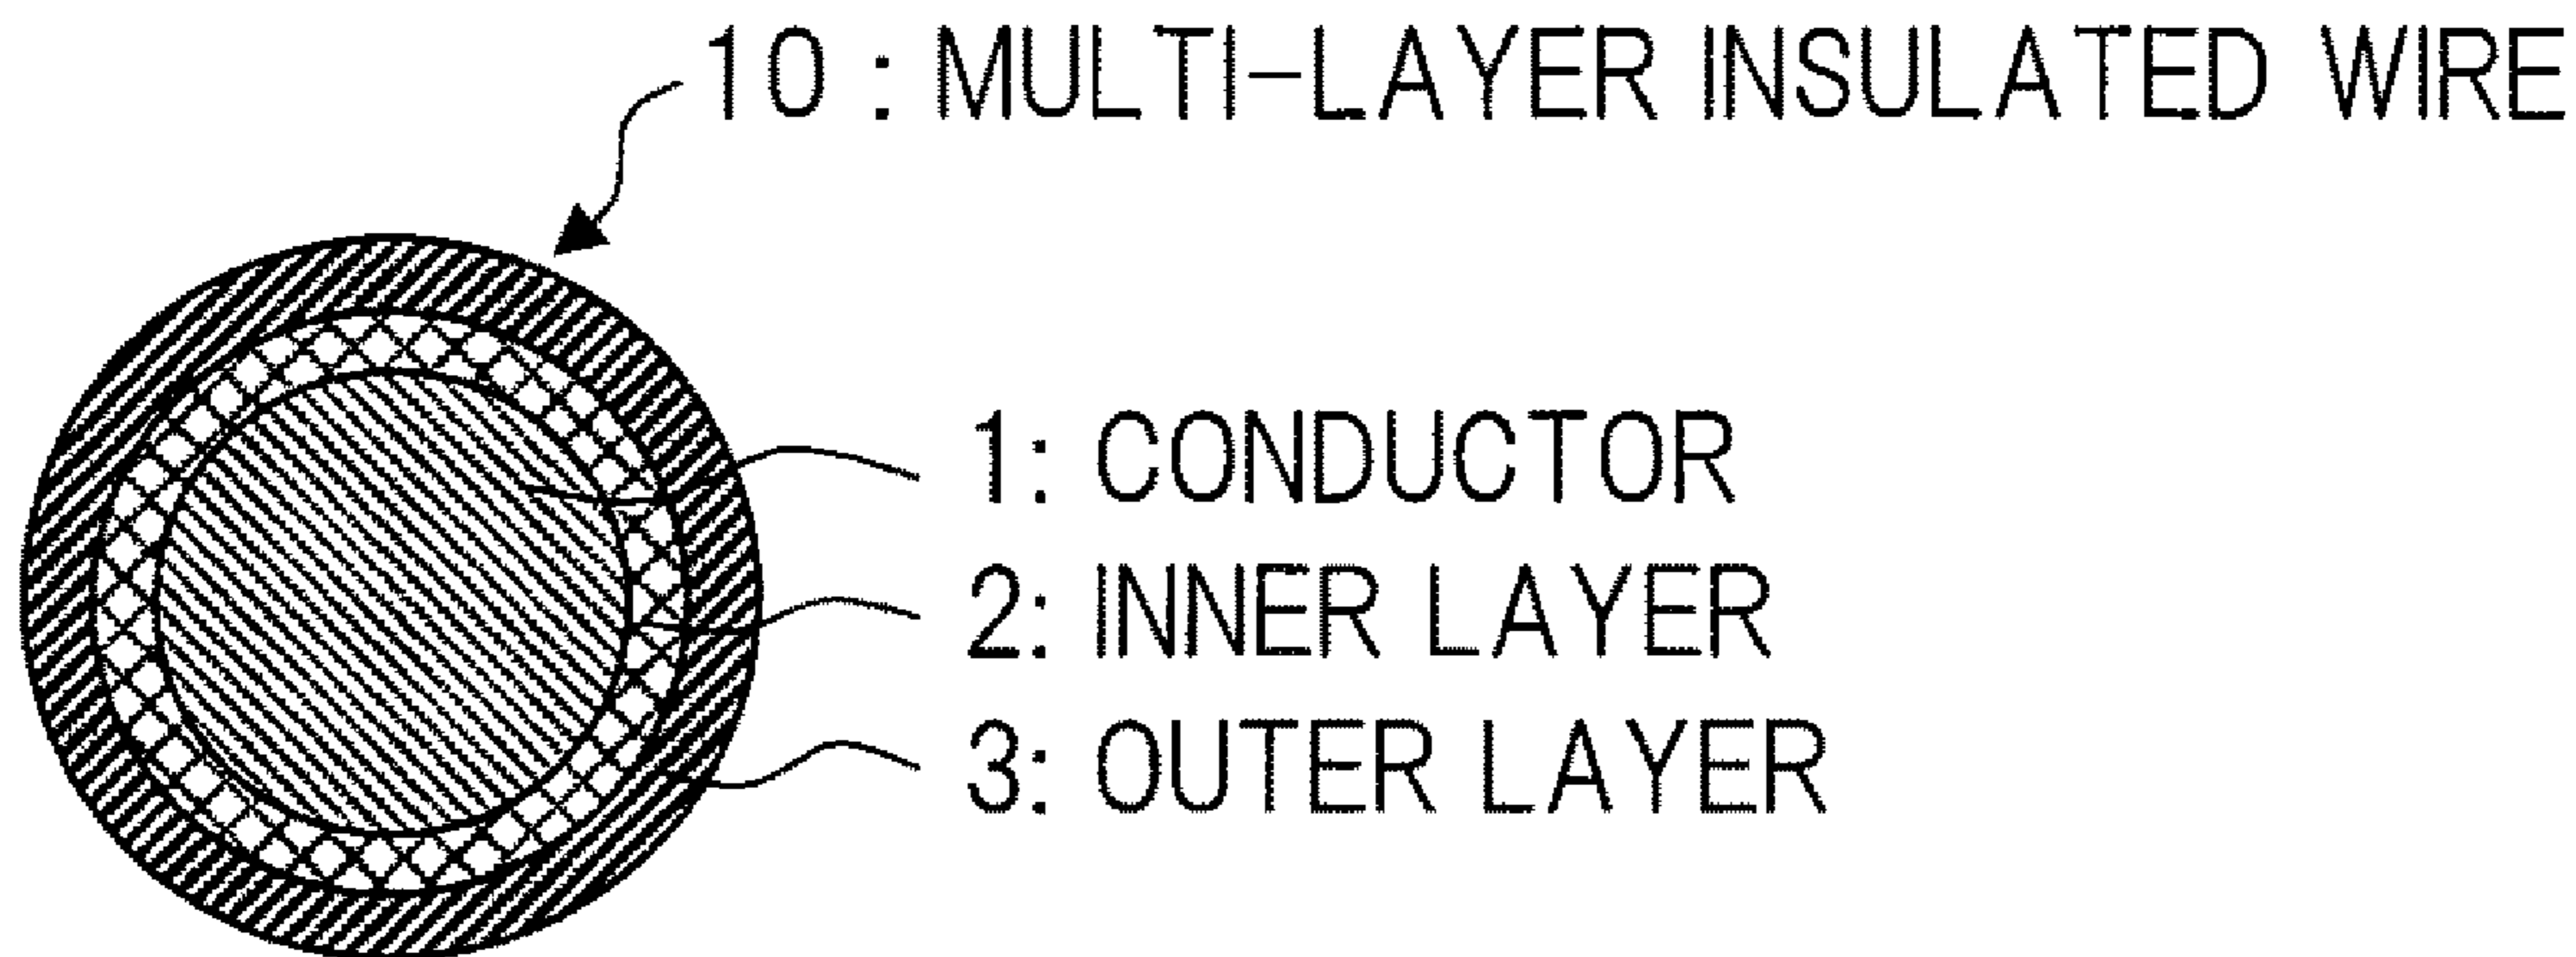 10 : MULTI-LAYER INSULATED WIRE
1: CONDUCTOR
2: INNER LAYER
3: OUTER LAYER